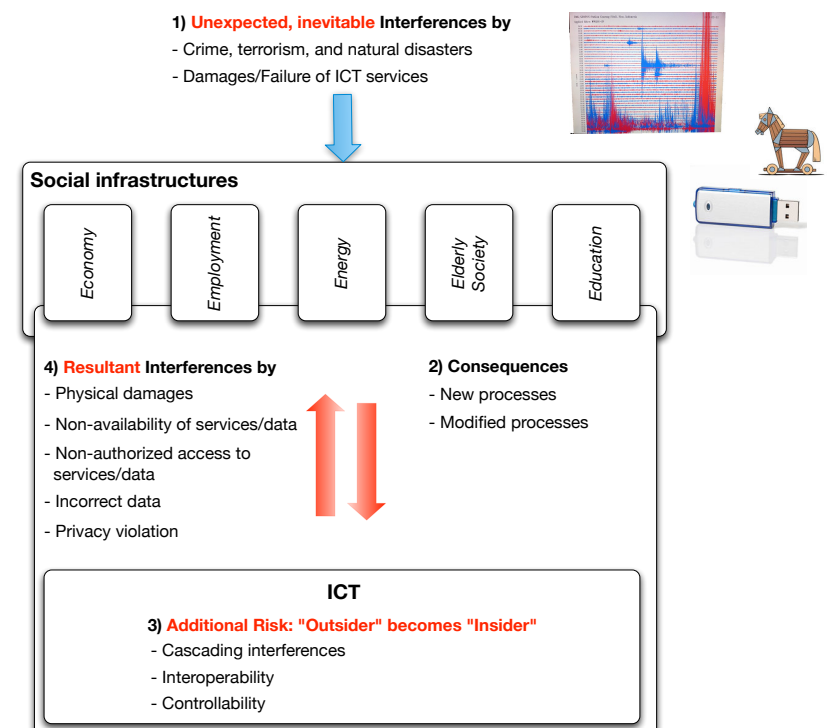 1) Unexpected, inevitable Interferences by
- Crime, terrorism, and natural disasters
- Damages/Failure of ICT services
Social infrastructures
Economy
Employment
Energy
Elderly
Society
Education
4) Resultant Interferences by
- Physical damages
- Non-availability of services/data
- Non-authorized access to
services/data
- Incorrect data
- Privacy violation
2) Consequences
- New processes
- Modified processes
ICT
3) Additional Risk: "Outsider" becomes "Insider"
- Cascading interferences
- Interoperability
- Controllability